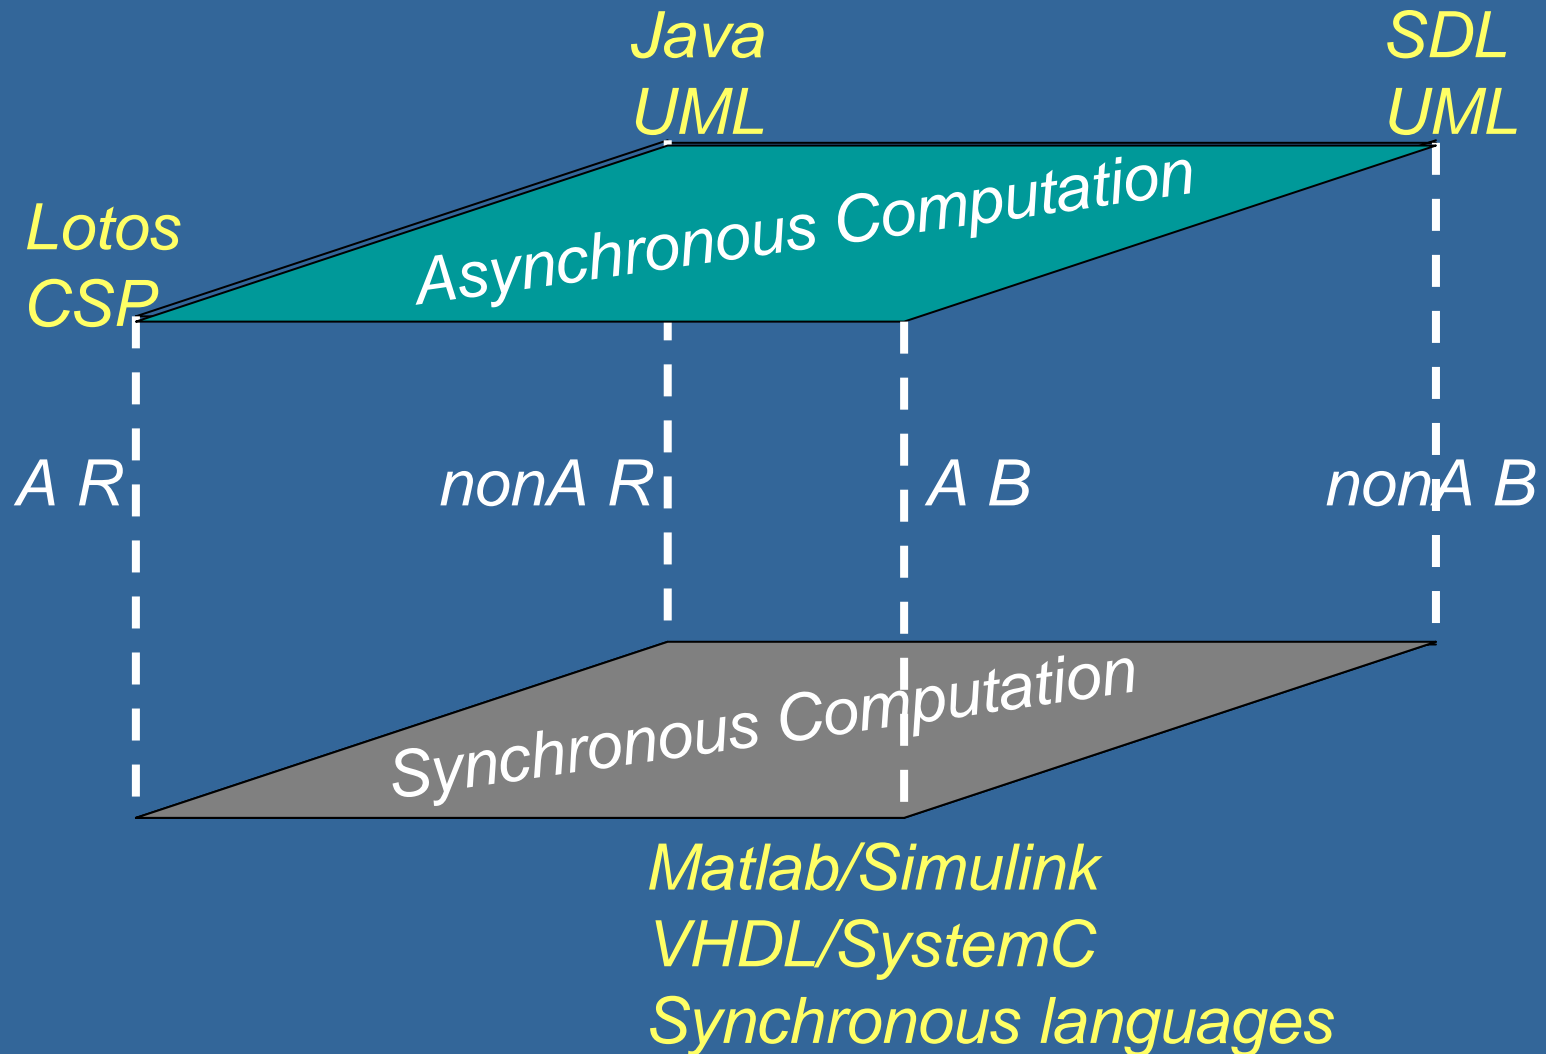 Java
UML
SDL
UML
Lotos
CSP
Asynchronous Computation
A R
nonA R
A B
nonA B
Synchronous Computation
Matlab/Simulink
VHDL/SystemC
Synchronous languages